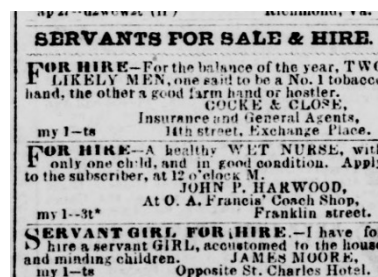 Richmond, Va.
SERVANTS FOR SALE & HIRE.
FOR HIRE—For the balance of the year, TWO
LIKELY MEN, one said to be a No. 1 tobacco
hand, the other a good farm hand or hostler.
COCKE & CLOSE,
Insurance and General Agents,
my 1—ts 14th street, Exchange Place.
FOR HIRE—A healthy WET NURSE, with
only one child, and in good condition. Apply
to the subscriber, at 12 o'clock M.
JOHN P. HARWOOD,
At O. A. Francis' Coach Shop,
my 1--3t* Franklin street.
SERVANT GIRL FOR HIRE.—I have fo
hire a servant GIRL, accustomed to the house
and minding children. JAMES MOORE,
my 1—ts Opposite St. Charles Hotel.